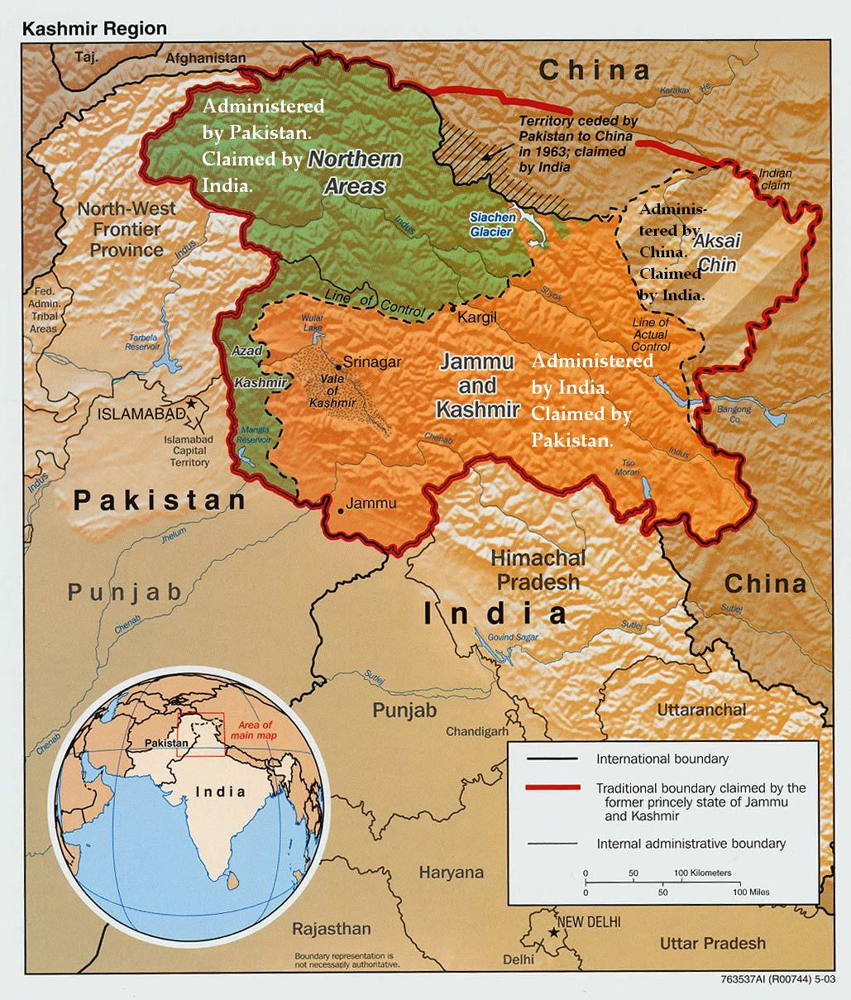 Kashmir Region
Taj.
Afghanistan
China
Karakax He
Administered
by Pakistan.
Claimed by
India.
Northern
Areas
Territory ceded by
Pakistan to China
in 1963; claimed
by India
Indian
claim
North-West
Frontier
Province
Indus
Indus
Siachen
Glacier
Adminis-
tered by
China.
Claimed
by India.
Aksai
Chin
Fed.
Admin.
Tribal
Areas
Line of Control
Shyok
Kargil
Wular
Lake
Line of
Actual
Control
Tarbela
Reservoir
Azad
Kashmir
Srinagar
Vale
of
Kashmir
Jammu
and
Kashmir
Administered
by India.
Claimed by
Pakistan.
ISLAMABAD
Islamabad
Capital
Territory
Mangla
Reservoir
Bangong
Co
Chenab
Indus
Tso
Morari
Indus
Pakistan
Jammu
Jhelum
Himachal
Pradesh
China
Punjab
India
Sutlej
Chenab
Sutlej
Govind Sagar
Sutlej
Punjab
Uttaranchal
Chandigarh
Chenab
Area of
main map
Pakistan
India
International boundary
Traditional boundary claimed by the
former princely state of Jammu
and Kashmir
Internal administrative boundary
0 50 100 Kilometers
0 50 100 Miles
Haryana
Rajasthan
NEW DELHI
Delhi
Uttar Pradesh
Boundary representation is
not necessarily authoritative.
763537AI (R00744) 5-03